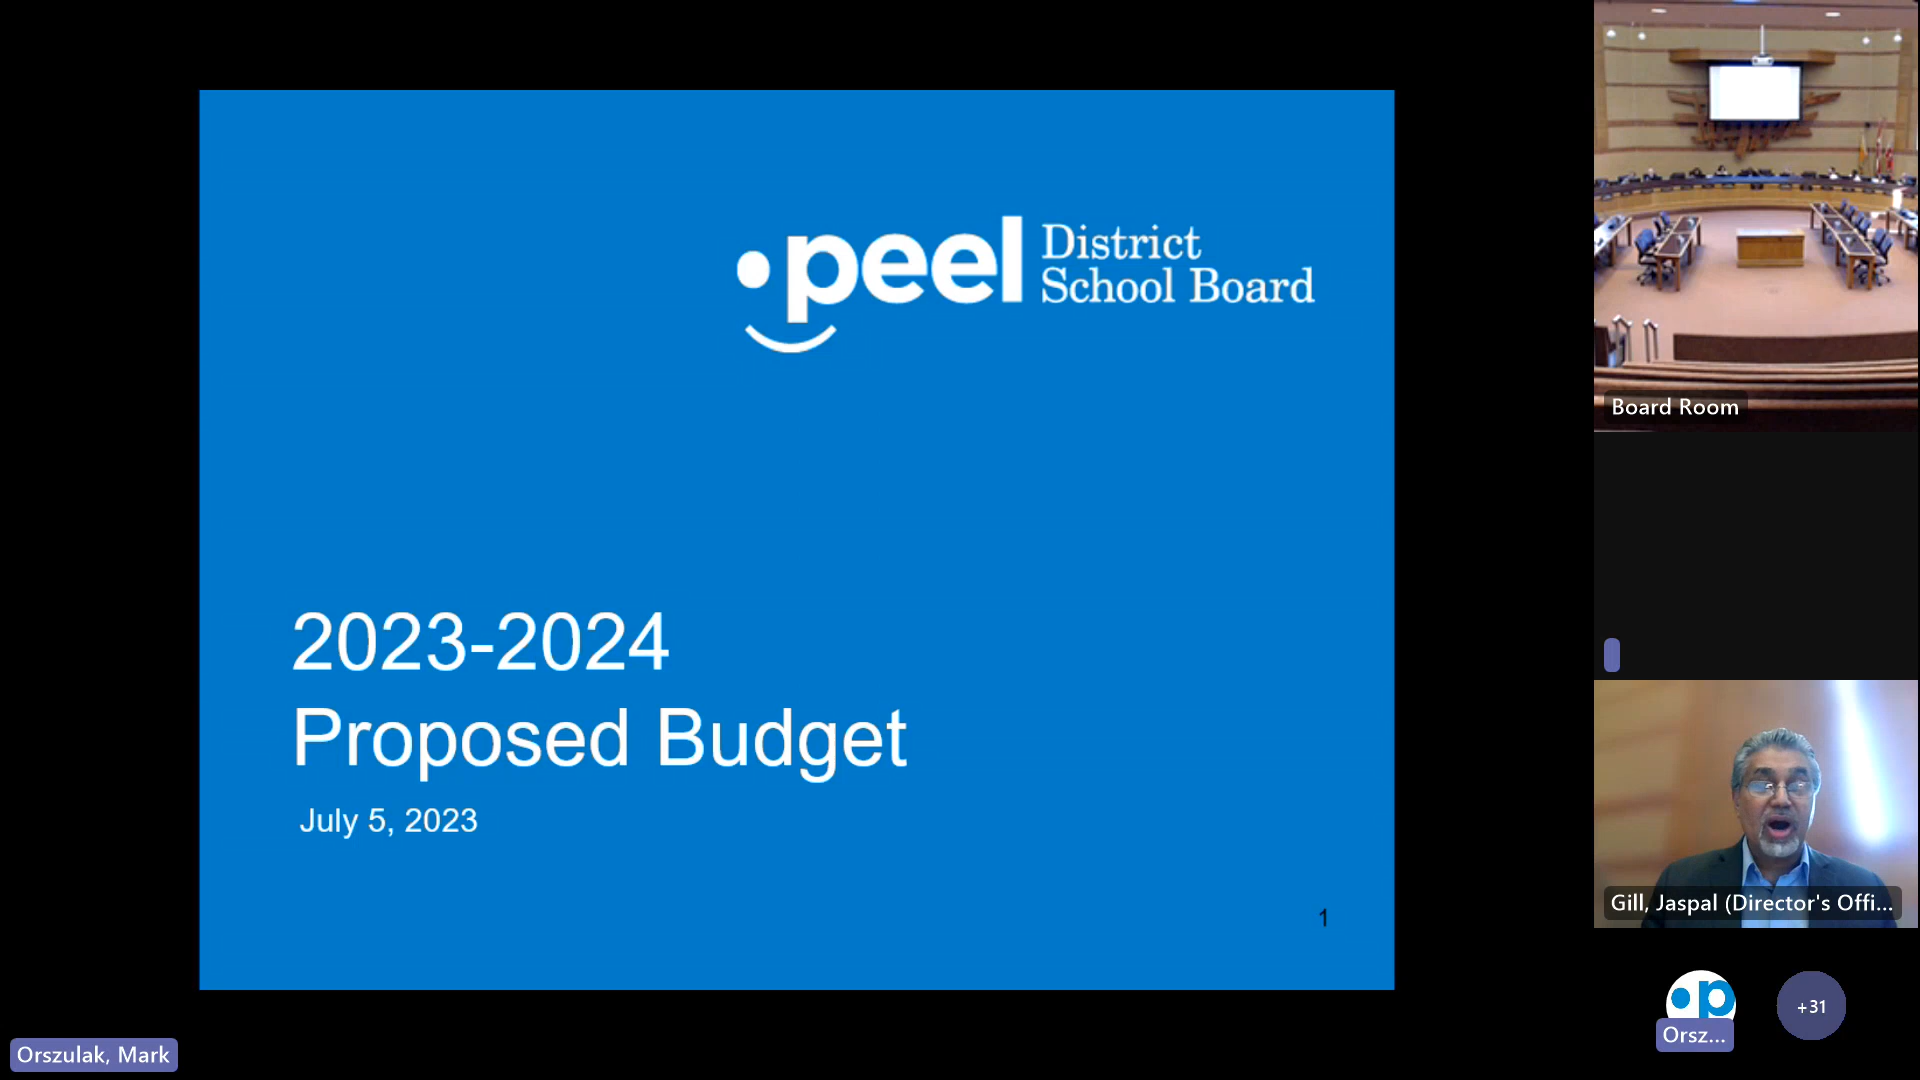 peel District
School Board
2023-2024
Proposed Budget
July 5, 2023
1
Orszulak, Mark
Board Room
Gill, Jaspal (Director's Offi...
p
Orsz...
+31